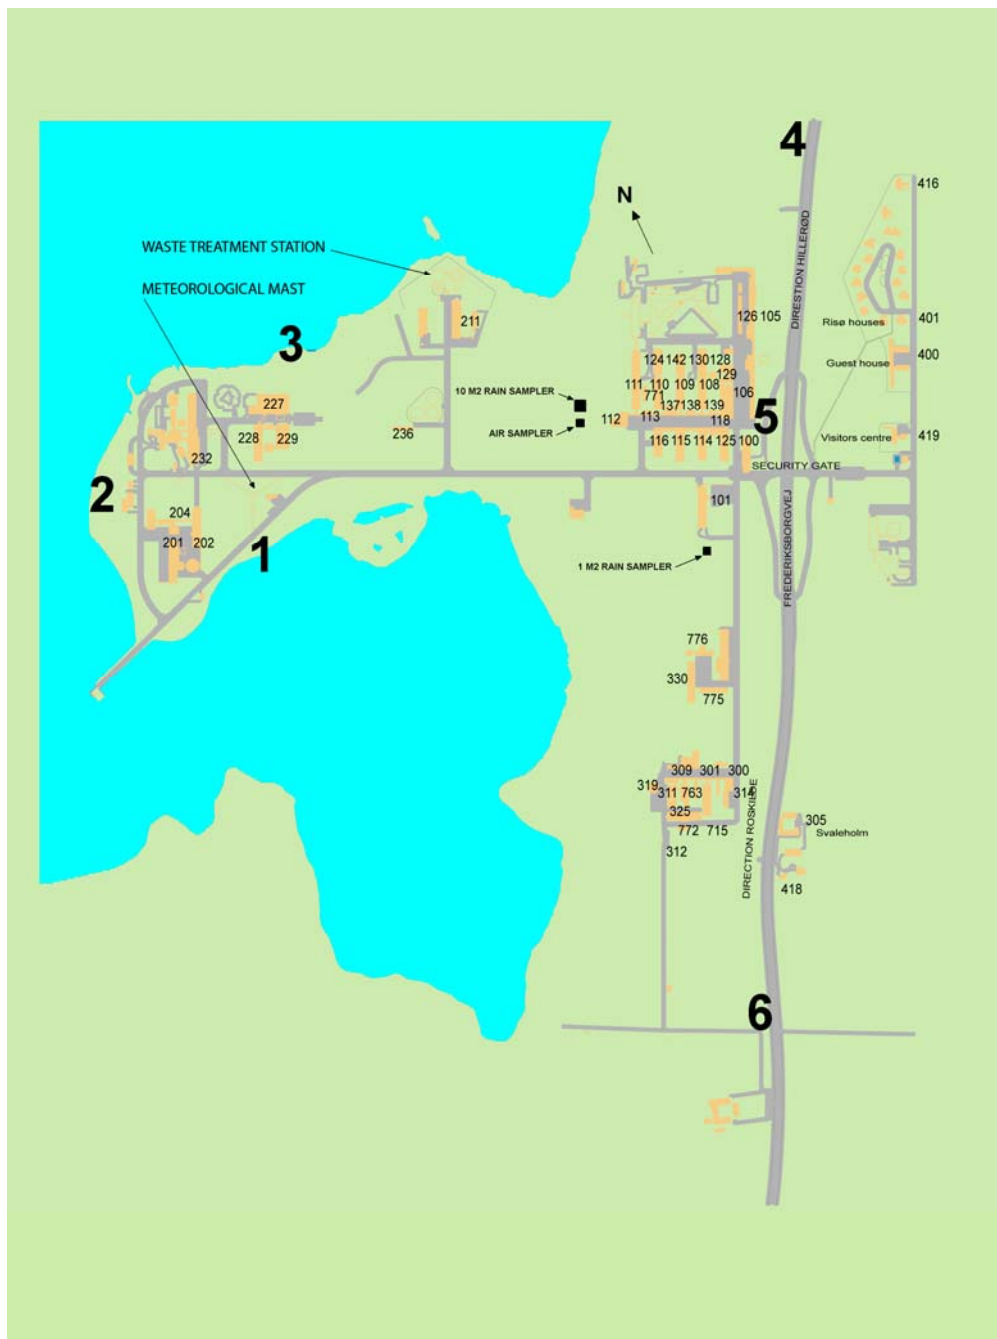 4
416
N
DIRESTION HILLERØD
WASTE TREATMENT STATION
METEOROLOGICAL MAST
211
126 105
401
Risø houses
3
124 142 130 128
400
Guest house
129
111 110 109 108
10 M2 RAIN SAMPLER
771
106
227
137 138 139
5
112
113
118
236
AIR SAMPLER
228 229
116 115 114 125 100
419
Visitors centre
232
SECURITY GATE
2
101
204
201 202
1
FREDERIKSBORGVEJ
1 M2 RAIN SAMPLER
776
330
775
309 301 300
319
311 763 314
325
DIRECTION ROSKILDE
772 715
305
Svaleholm
312
418
6